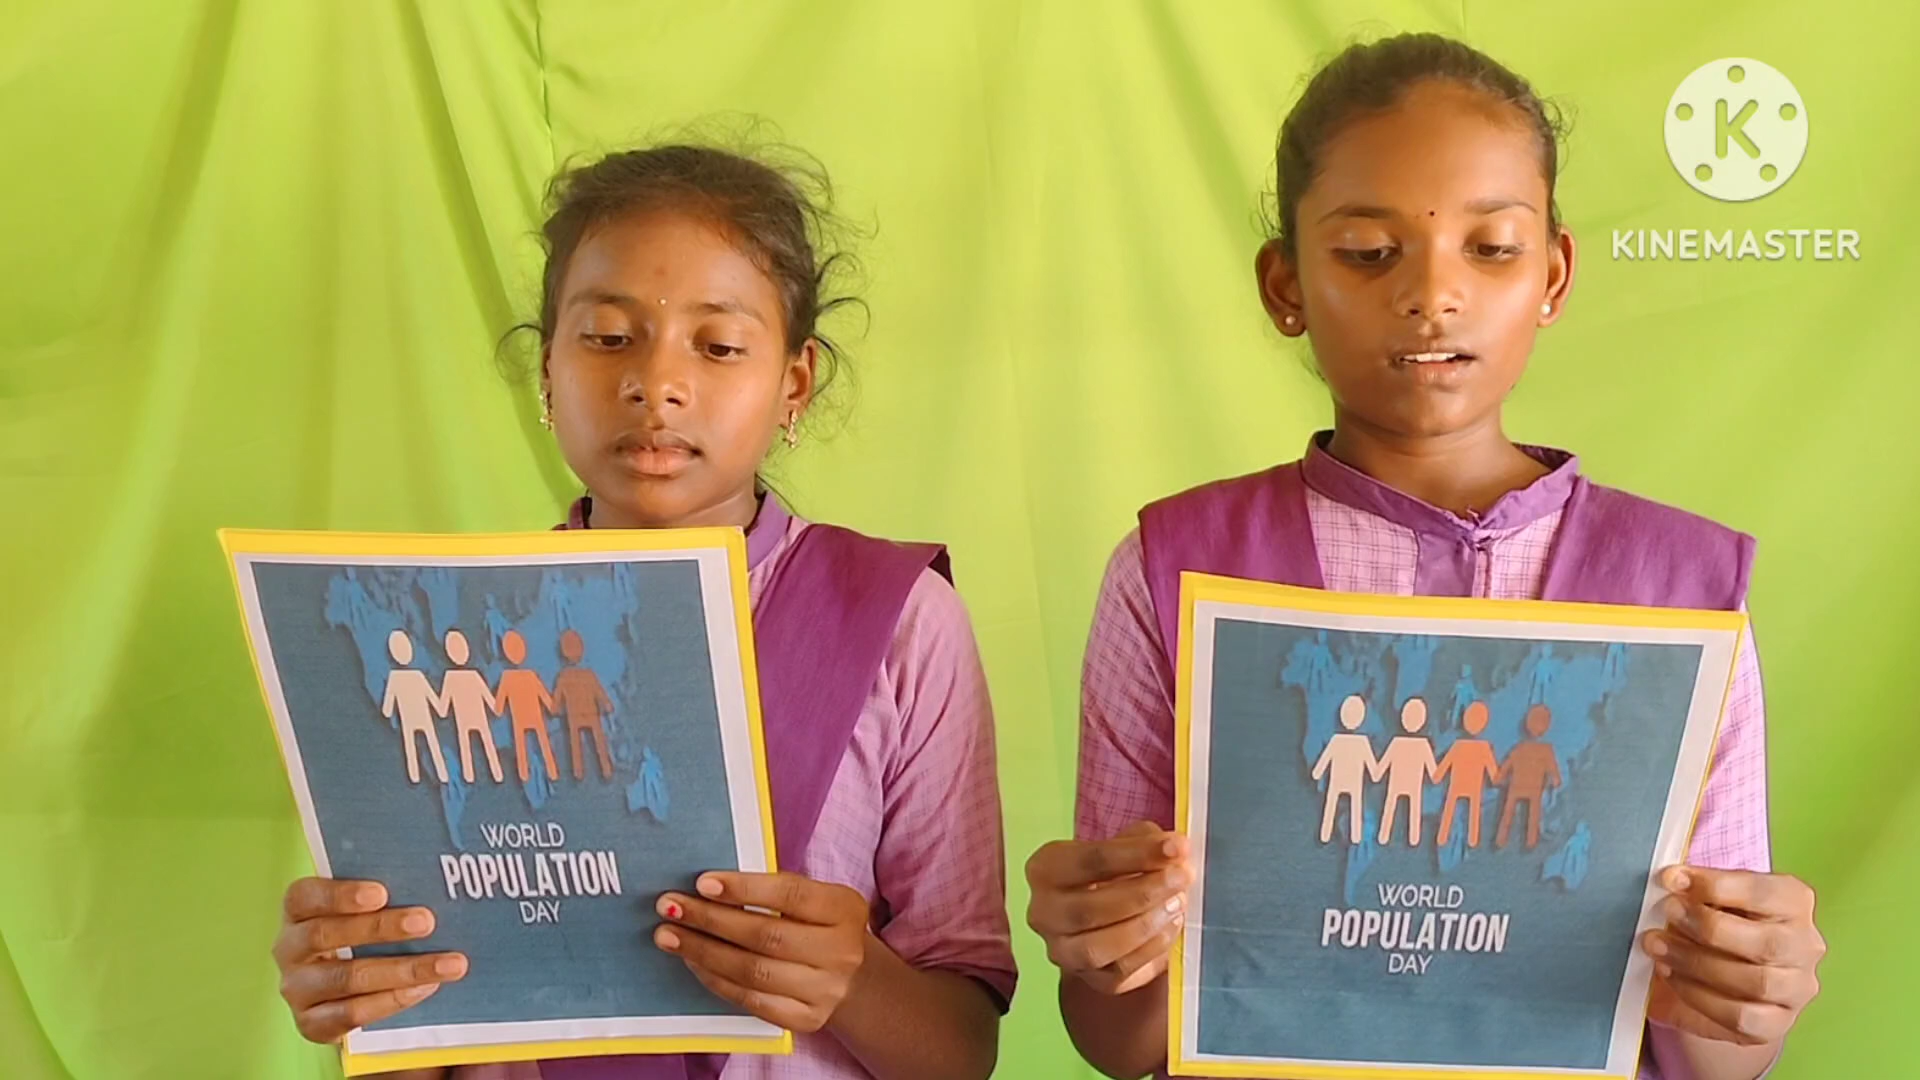 K
KINEMASTER
WORLD
POPULATION
DAY
WORLD
POPULATION
DAY